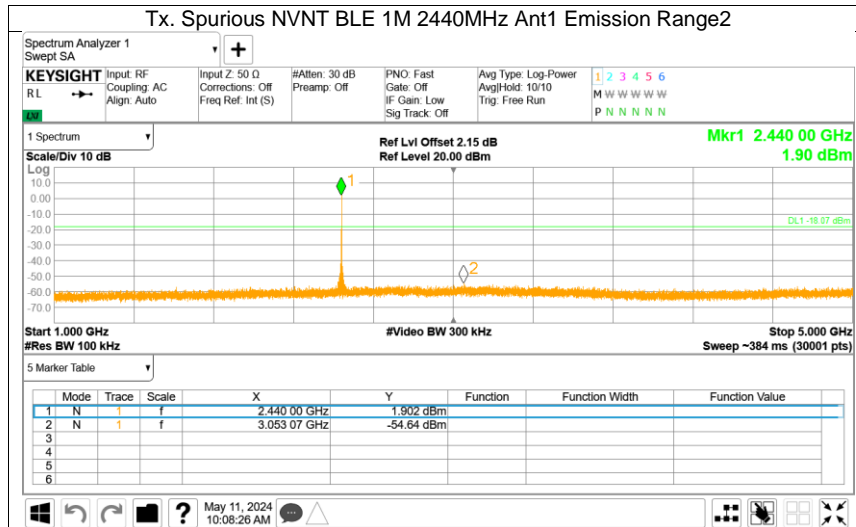 Tx. Spurious NVNT BLE 1M 2440MHz Ant1 Emission Range2
Spectrum Analyzer 1
Swept SA
+
KEYSIGHT
RL
LXI
Input: RF
Coupling: AC
Align: Auto
Input Z: 50 Ω
Corrections: Off
Freq Ref: Int (S)
#Atten: 30 dB
Preamp: Off
PNO: Fast
Gate: Off
IF Gain: Low
Sig Track: Off
Avg Type: Log-Power
Avg|Hold: 10/10
Trig: Free Run
1 2 3 4 5 6
M W W W W W
P N N N N N
1 Spectrum
Scale/Div 10 dB
Ref Lvl Offset 2.15 dB
Ref Level 20.00 dBm
Mkr1 2.440 00 GHz
1.90 dBm
Log
10.0
0.00
-10.0
-20.0
-30.0
-40.0
-50.0
-60.0
-70.0
1
2
DL1 -18.07 dBm
Start 1.000 GHz
#Res BW 100 kHz
#Video BW 300 kHz
Stop 5.000 GHz
Sweep ~384 ms (30001 pts)
5 Marker Table
Mode Trace Scale X Y Function Function Width Function Value
1 N 1 f 2.440 00 GHz 1.902 dBm
2 N 1 f 3.053 07 GHz -54.64 dBm
3
4
5
6
?
May 11, 2024
10:08:26 AM